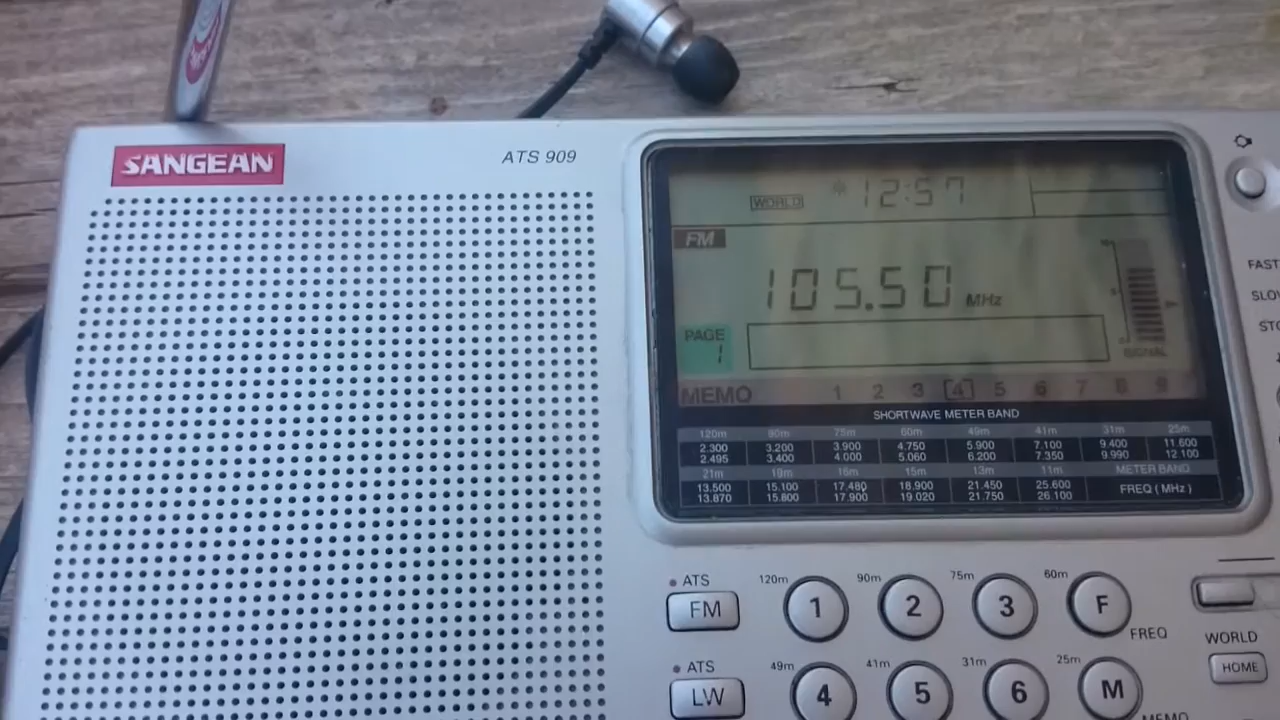 SANGEAN
ATS 909
WORLD
12:57
FM
105.50 MHz
PAGE
1
SIGNAL
MEMO 1 2 3 4 5 6 7 8 9
SHORTWAVE METER BAND
120m 90m 75m 60m 49m 41m 31m 25m
2.300 3.200 3.900 4.750 5.900 7.100 9.400 11.600
2.495 3.400 4.000 5.060 6.200 7.350 9.990 12.100
21m 19m 16m 15m 13m 11m METER BAND
13.500 15.100 17.480 18.900 21.450 25.600 FREQ ( MHz )
13.870 15.800 17.900 19.020 21.750 26.100
ATS 120m 90m 75m 60m
FM 1 2 3 F
FREQ
WORLD
ATS 49m 41m 31m 25m
LW 4 5 6 M
HOME
MEMO